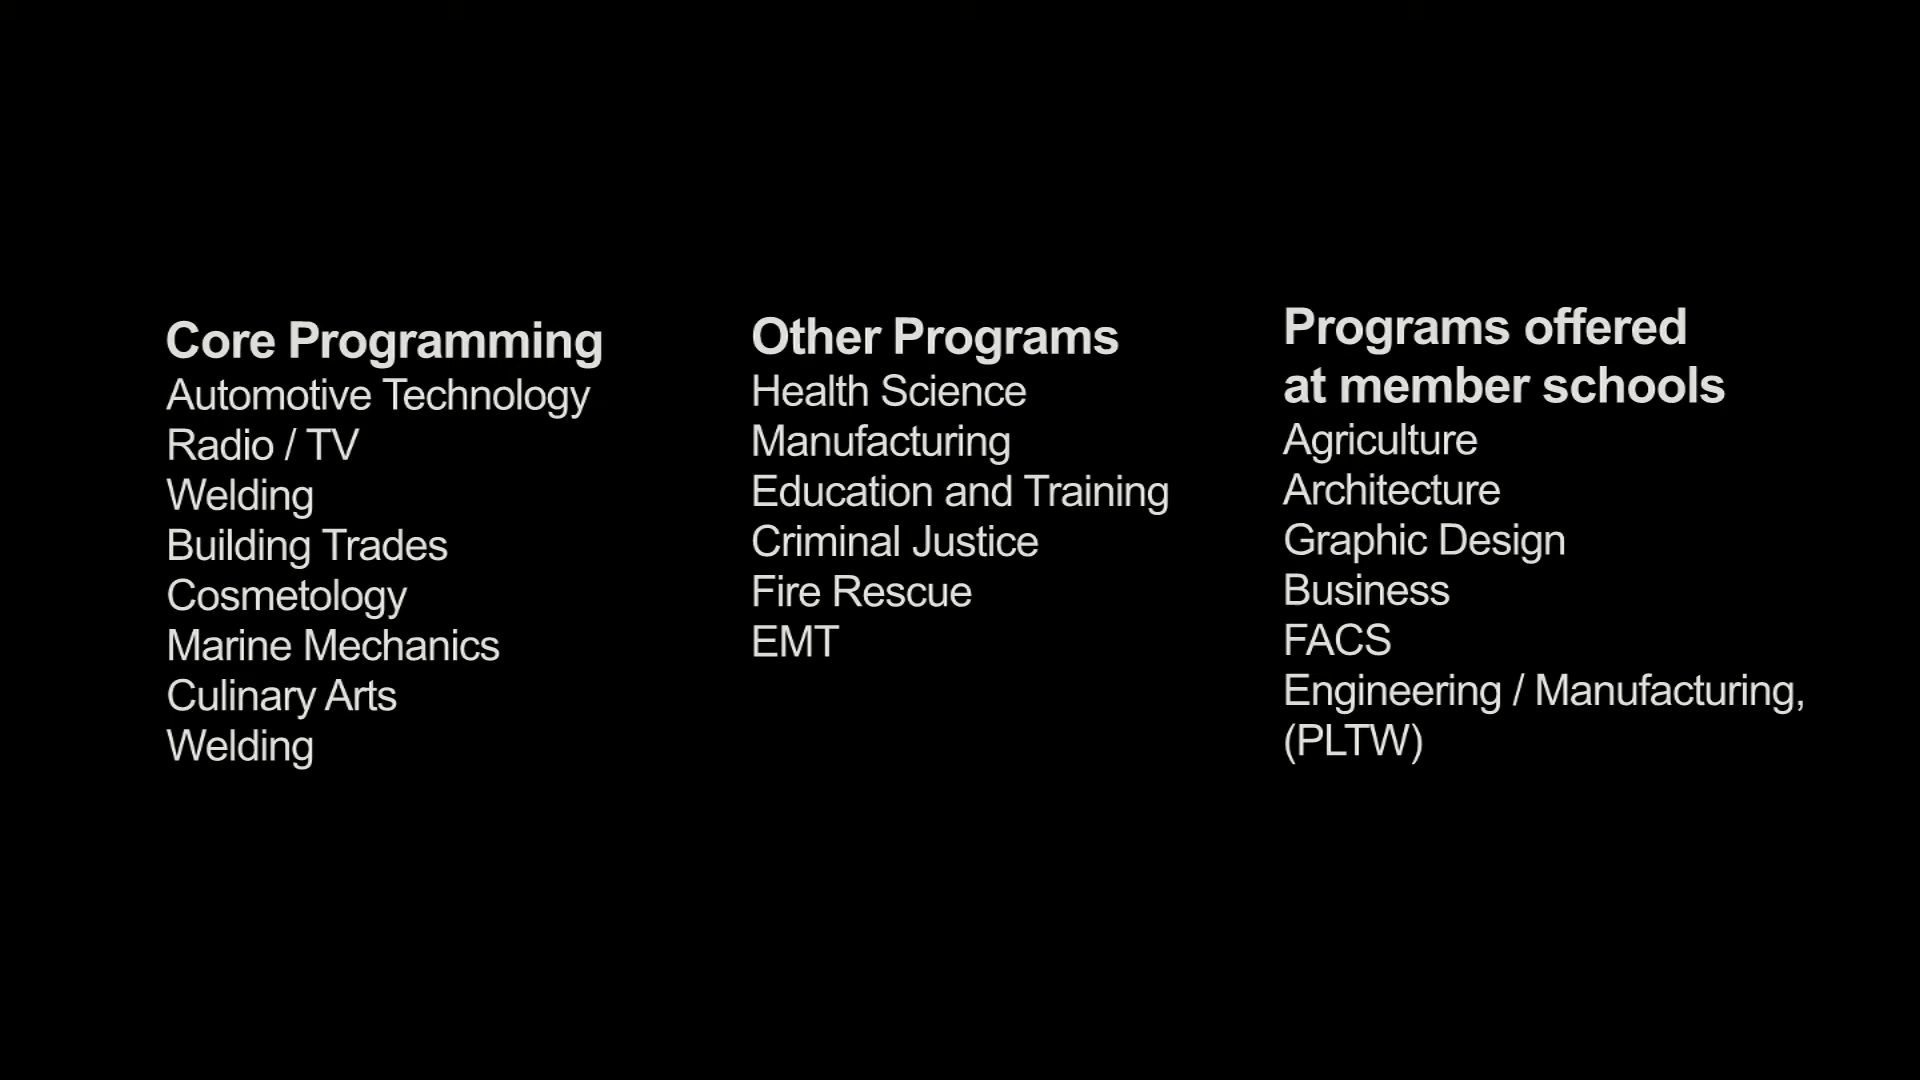 Core Programming
Automotive Technology
Radio / TV
Welding
Building Trades
Cosmetology
Marine Mechanics
Culinary Arts
Welding
Other Programs
Health Science
Manufacturing
Education and Training
Criminal Justice
Fire Rescue
EMT
Programs offered
at member schools
Agriculture
Architecture
Graphic Design
Business
FACS
Engineering / Manufacturing,
(PLTW)